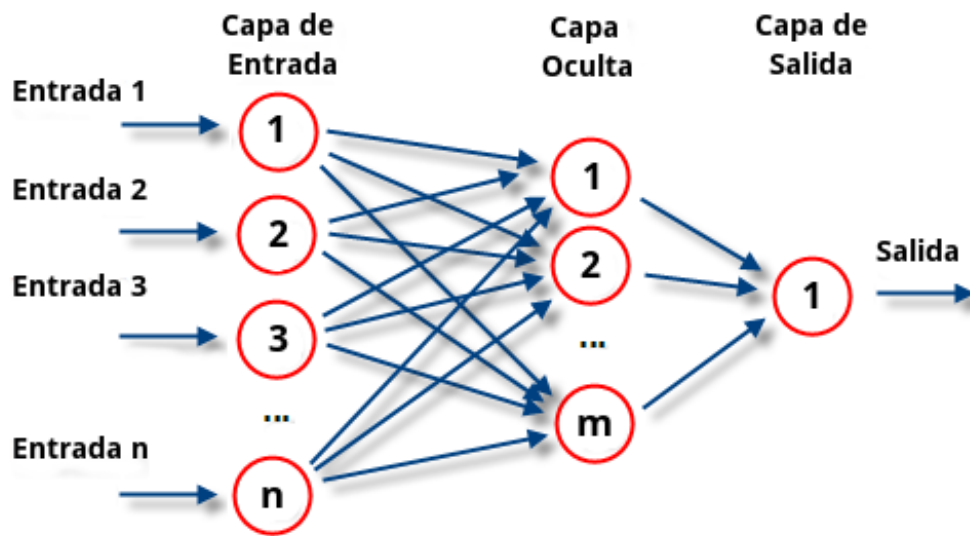 Capa de
Entrada
Capa
Oculta
Capa de
Salida
Entrada 1
1
Entrada 2
2
Entrada 3
3
...
Entrada n
n
1
2
...
m
1
Salida